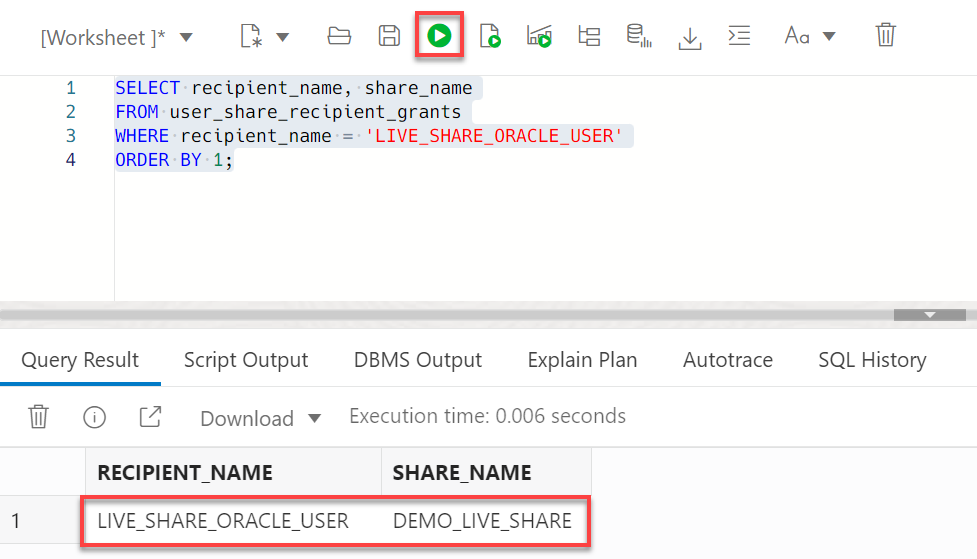 [Worksheet ]*
Aa
1 SELECT recipient_name, share_name
2 FROM user_share_recipient_grants
3 WHERE recipient_name = 'LIVE_SHARE_ORACLE_USER'
4 ORDER BY 1;
Query Result Script Output DBMS Output Explain Plan Autotrace SQL History
Download Execution time: 0.006 seconds
RECIPIENT_NAME SHARE_NAME
1 LIVE_SHARE_ORACLE_USER DEMO_LIVE_SHARE